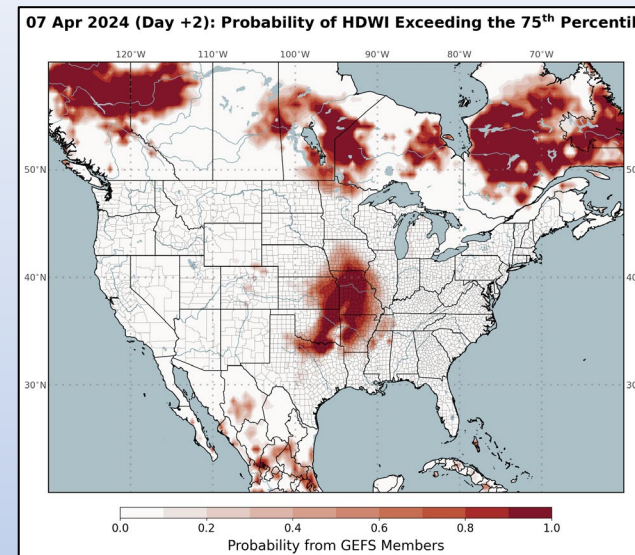 07 Apr 2024 (Day +2): Probability of HDWI Exceeding the 75th Percentil
120°W 110°W 100°W 90°W 80°W 70°W
50°N 50
40°N 40
30°N 30
0.0 0.2 0.4 0.6 0.8 1.0
Probability from GEFS Members